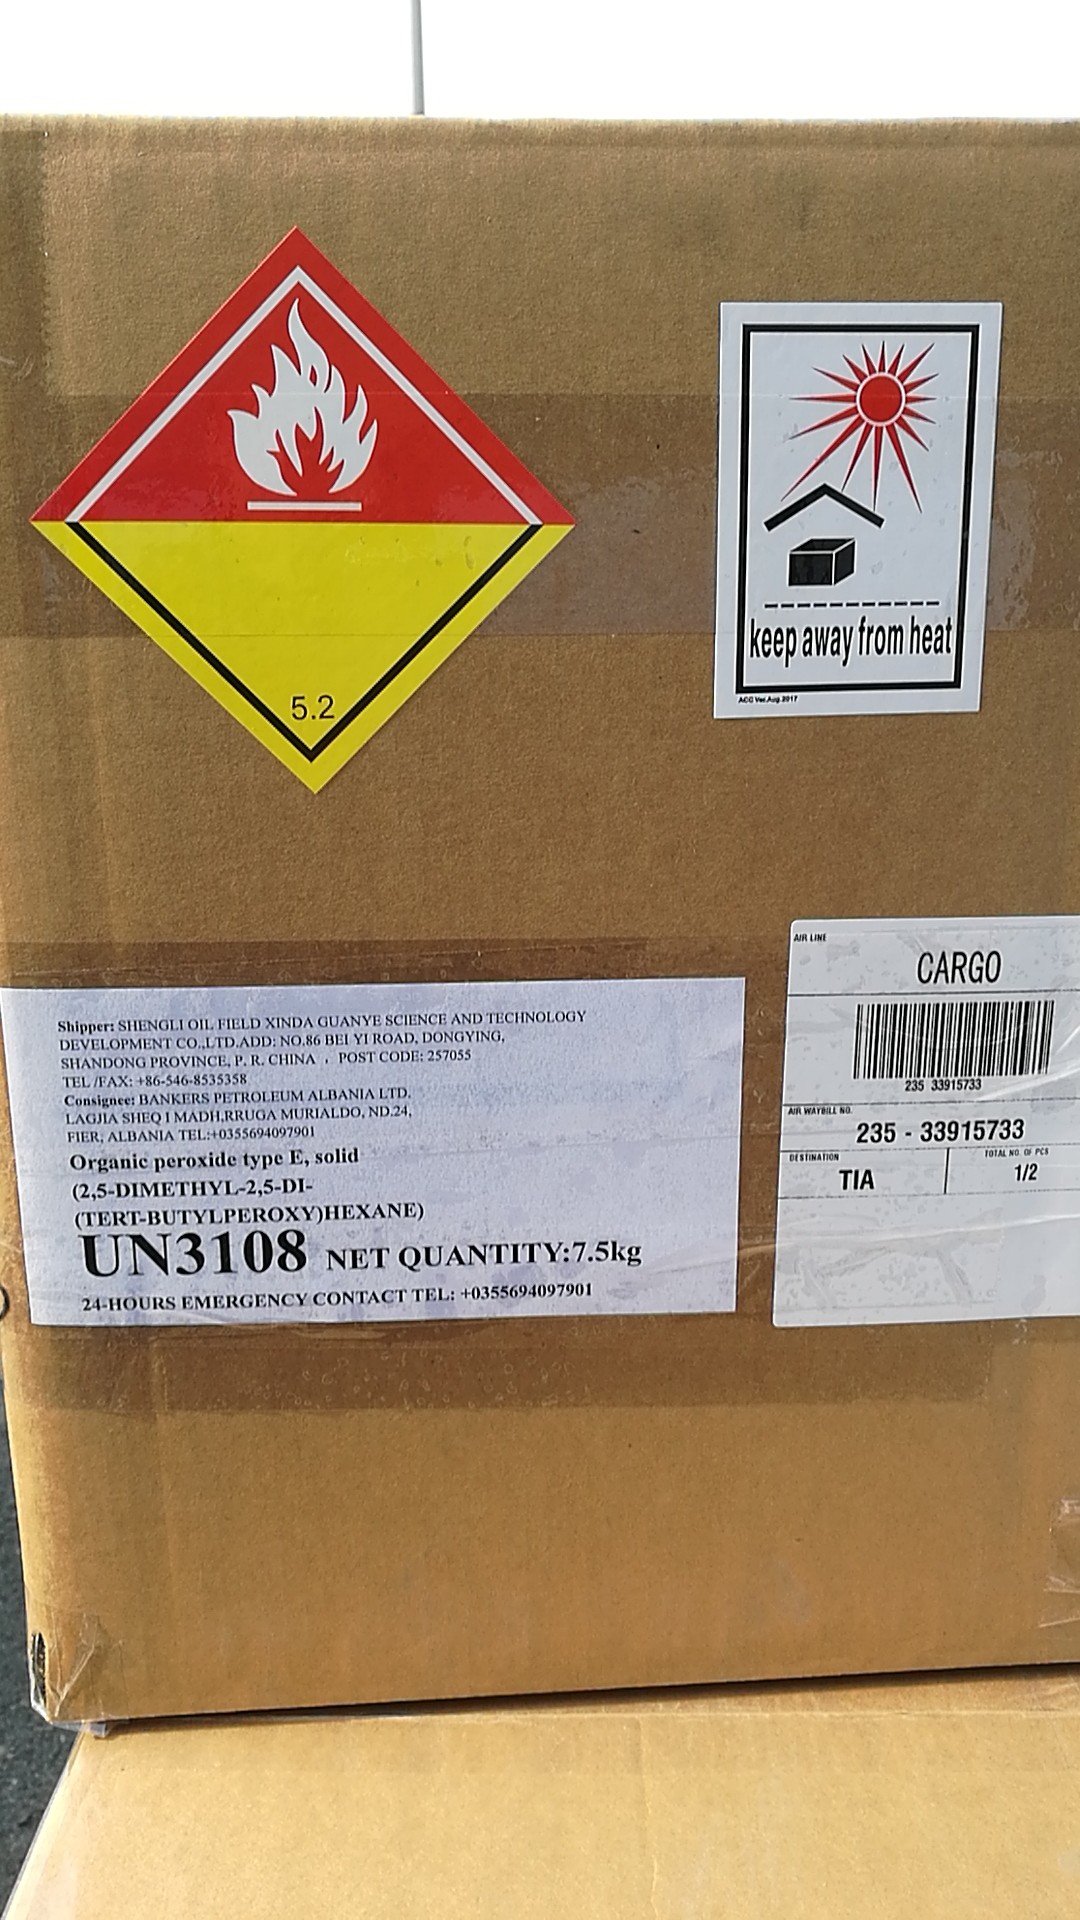 5.2
keep away from heat
ACC Ver.Aug.2017
Shipper: SHENGLI OIL FIELD XINDA GUANYE SCIENCE AND TECHNOLOGY
DEVELOPMENT CO.,LTD.ADD: NO.86 BEI YI ROAD, DONGYING,
SHANDONG PROVINCE, P. R. CHINA , POST CODE: 257055
TEL /FAX: +86-546-8535358
Consignee: BANKERS PETROLEUM ALBANIA LTD.
LAGJIA SHEQ I MADH,RRUGA MURIALDO, ND.24,
FIER, ALBANIA TEL:+0355694097901
Organic peroxide type E, solid
(2,5-DIMETHYL-2,5-DI-
(TERT-BUTYLPEROXY)HEXANE)
UN3108 NET QUANTITY:7.5kg
24-HOURS EMERGENCY CONTACT TEL: +0355694097901
AIR LINE
CARGO
235 33915733
AIR WAYBILL NO.
235 - 33915733
DESTINATION
TIA
TOTAL NO. OF PCS
1/2